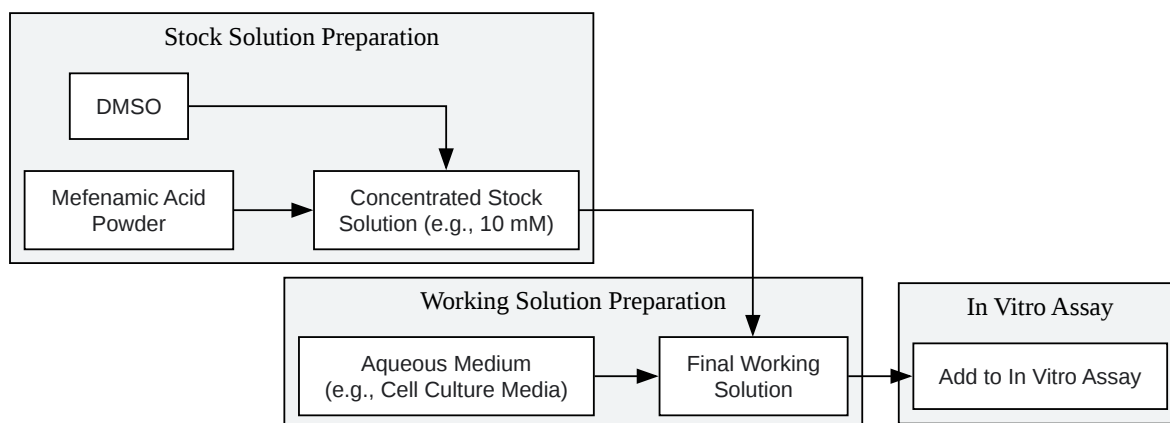 Stock Solution Preparation
DMSO
Mefenamic Acid
Powder
Concentrated Stock
Solution (e.g., 10 mM)
Working Solution Preparation
Aqueous Medium
(e.g., Cell Culture Media)
Final Working
Solution
In Vitro Assay
Add to In Vitro Assay